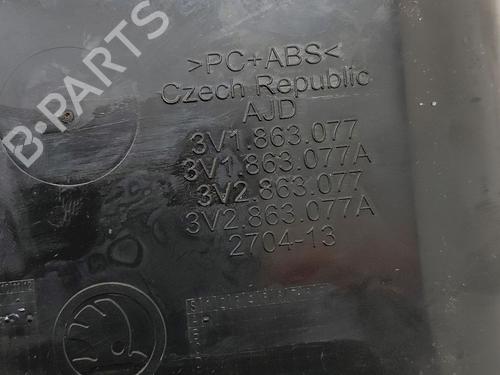 >PC+ABS<
Czech Republic
AJD
3V1.863.077
3V1.863.077A
3V2.863.077
3V2.863.077A
2704-13
B-PARTS